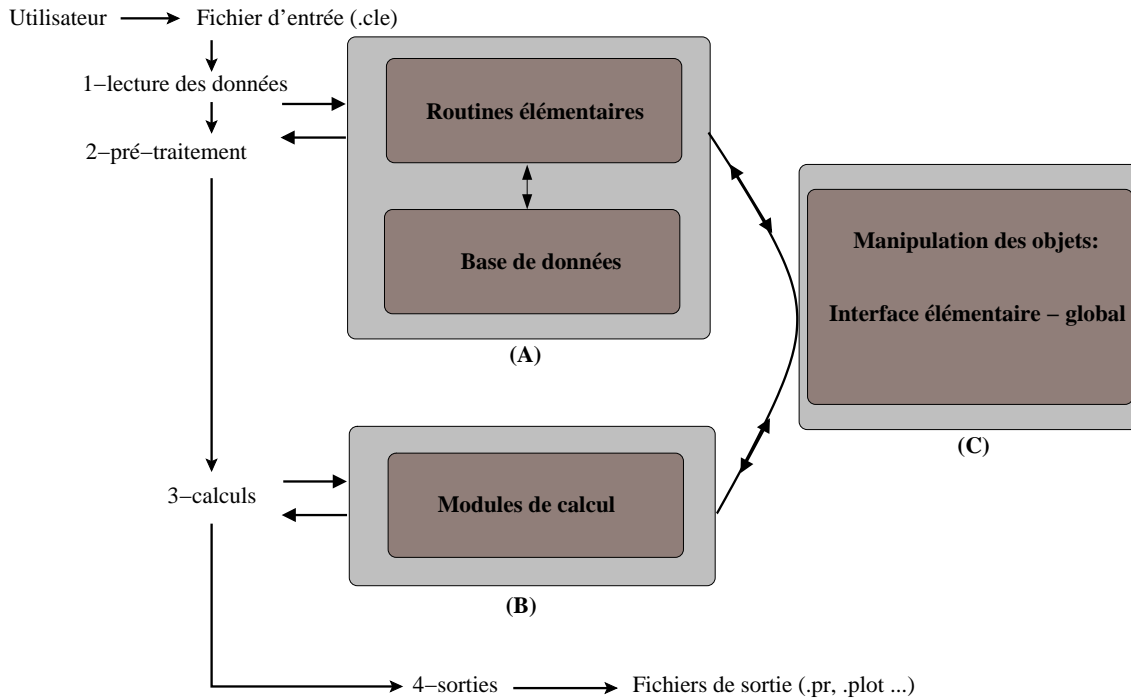 Utilisateur
Fichier d'entrée (.cle)
1–lecture des données
2–pré–traitement
Routines élémentaires
Base de données
(A)
Manipulation des objets:
Interface élémentaire – global
(C)
3–calculs
Modules de calcul
(B)
4–sorties
Fichiers de sortie (.pr, .plot ...)